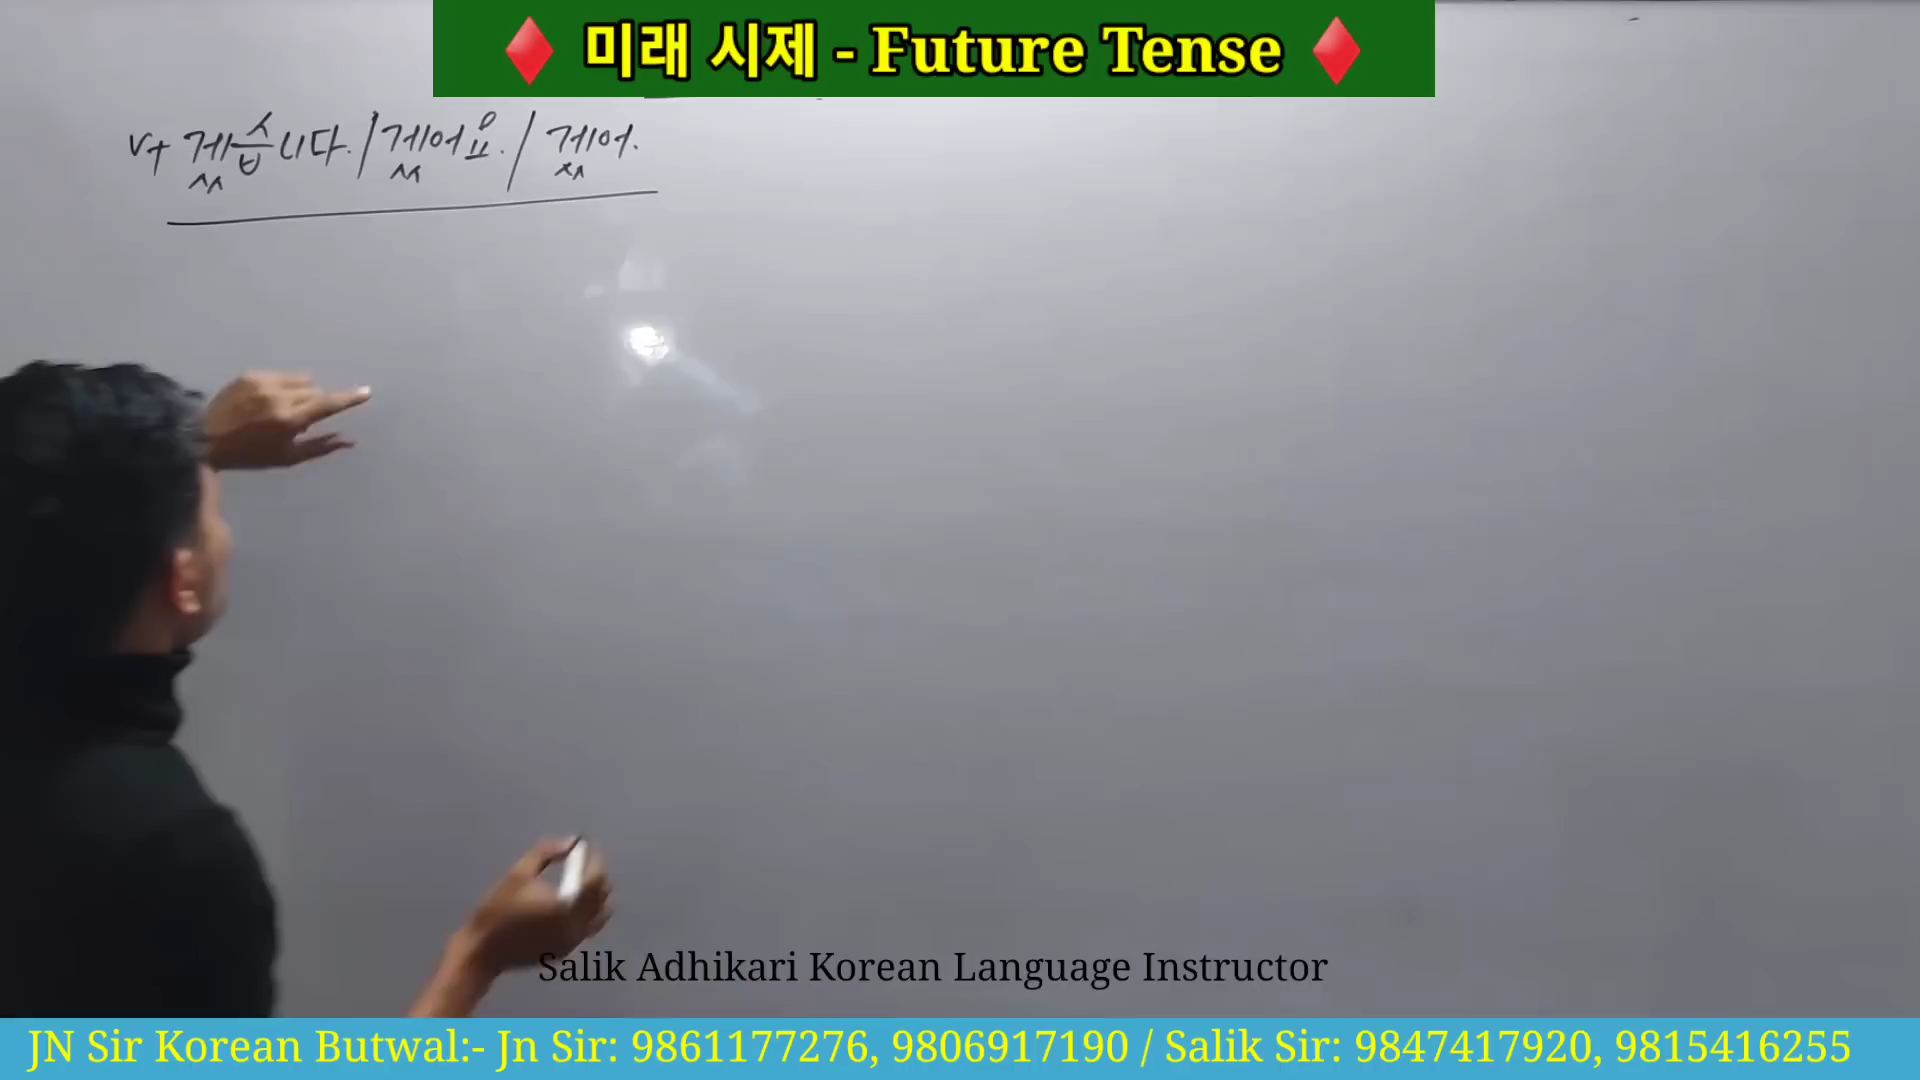 ♦ 미래 시제 - Future Tense ♦
V+ 겠습니다. / 겠어요. / 겠어.
Salik Adhikari Korean Language Instructor
JN Sir Korean Butwal:- Jn Sir: 9861177276, 9806917190 / Salik Sir: 9847417920, 9815416255